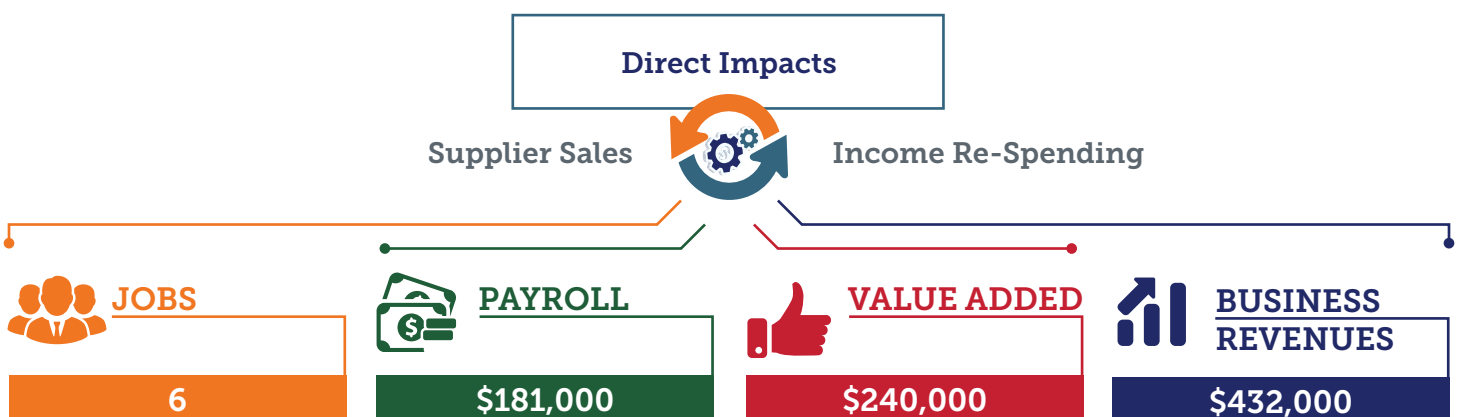 Direct Impacts
Supplier Sales
Income Re-Spending
JOBS
6
PAYROLL
$181,000
VALUE ADDED
$240,000
BUSINESS
REVENUES
$432,000